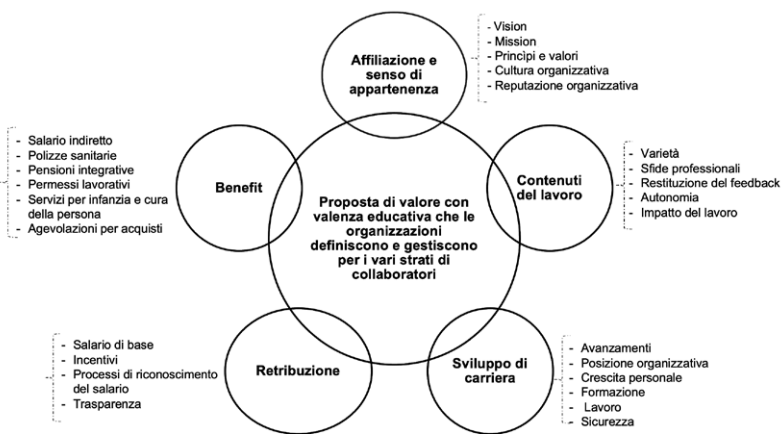 Affiliazione e
senso di
appartenenza
- Vision
- Mission
- Princìpi e valori
- Cultura organizzativa
- Reputazione organizzativa
- Salario indiretto
- Polizze sanitarie
- Pensioni integrative
- Permessi lavorativi
- Servizi per infanzia e cura
della persona
- Agevolazioni per acquisti
Benefit
Contenuti
del lavoro
- Varietà
- Sfide professionali
- Restituzione del feedback
- Autonomia
- Impatto del lavoro
Proposta di valore con
valenza educativa che le
organizzazioni
definiscono e gestiscono
per i vari strati di
collaboratori
- Salario di base
- Incentivi
- Processi di riconoscimento
del salario
- Trasparenza
Retribuzione
Sviluppo di
carriera
- Avanzamenti
- Posizione organizzativa
- Crescita personale
- Formazione
- Lavoro
- Sicurezza